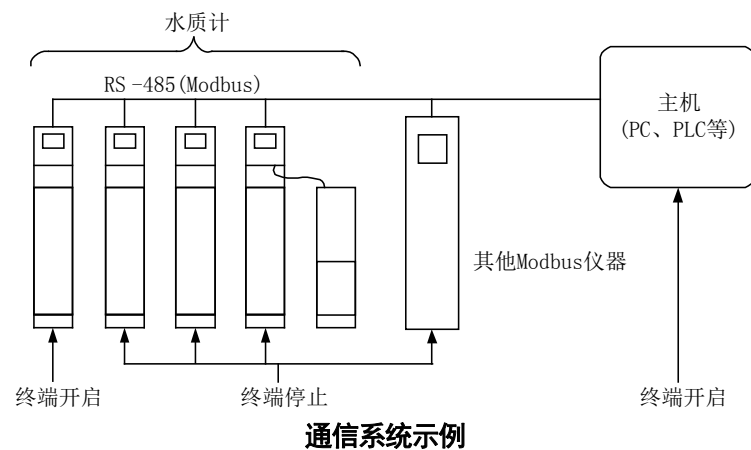 水质计
RS -485(Modbus)
主机
(PC、PLC等)
其他Modbus仪器
终端开启
终端停止
终端开启
通信系统示例